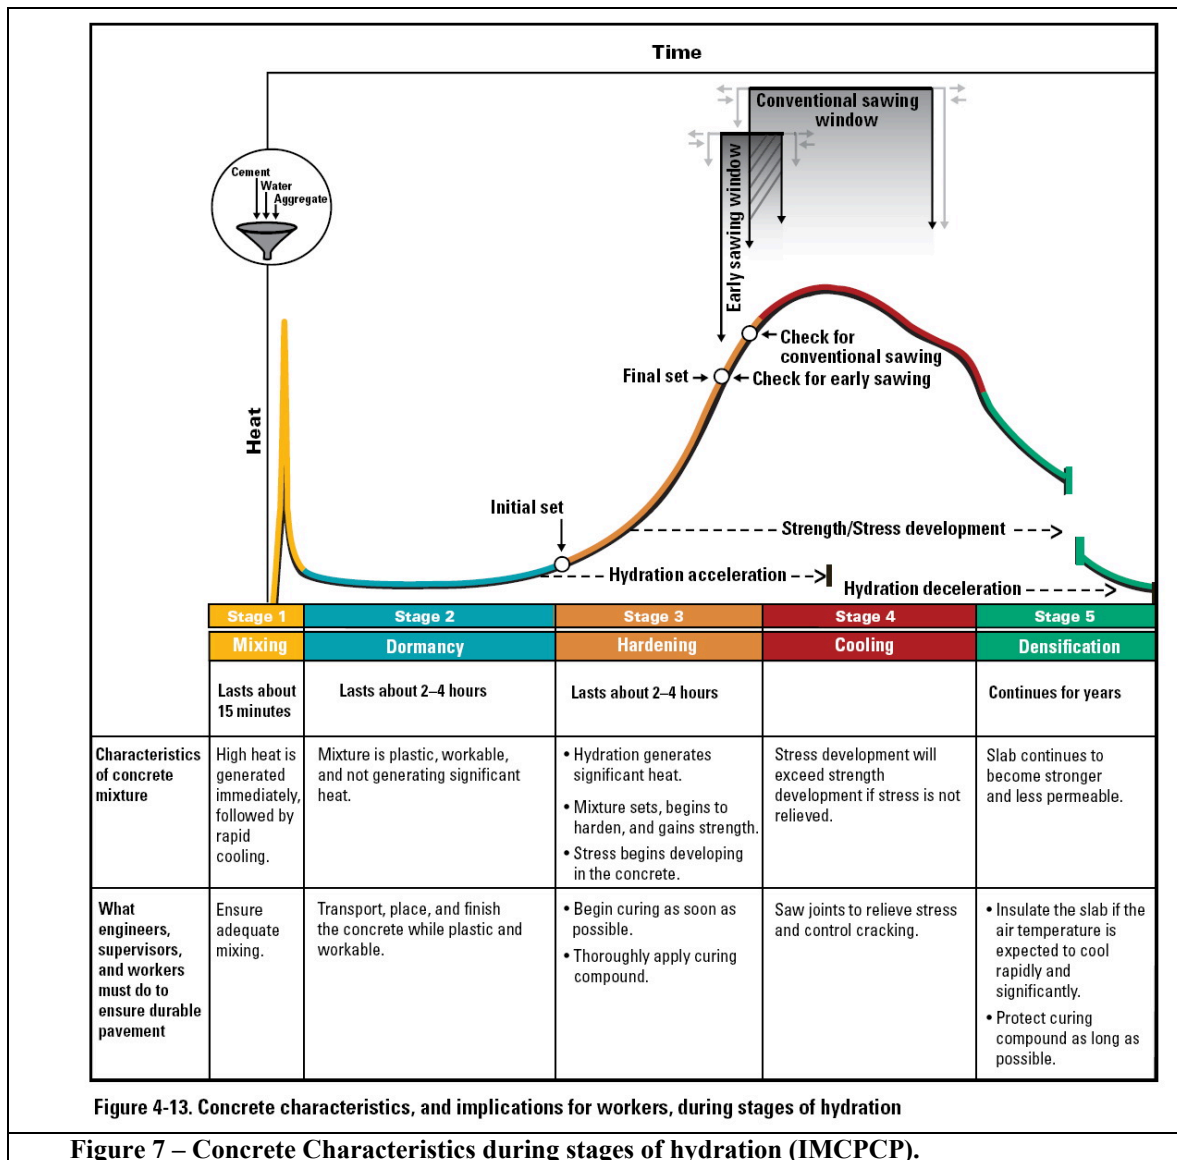 Time
Conventional sawing
window
Early sawing window
Cement
Water
Aggregate
Heat
Check for
conventional sawing
Final set
Check for early sawing
Initial set
Strength/Stress development
Hydration acceleration
Hydration deceleration
Stage 1
Stage 2
Stage 3
Stage 4
Stage 5
Mixing
Dormancy
Hardening
Cooling
Densification
Lasts about
15 minutes
Lasts about 2–4 hours
Lasts about 2–4 hours
Continues for years
Characteristics
of concrete
mixture
High heat is
generated
immediately,
followed by
rapid
cooling.
Mixture is plastic, workable,
and not generating significant
heat.
• Hydration generates
significant heat.
• Mixture sets, begins to
harden, and gains strength.
• Stress begins developing
in the concrete.
Stress development will
exceed strength
development if stress is not
relieved.
Slab continues to
become stronger
and less permeable.
What
engineers,
supervisors,
and workers
must do to
ensure durable
pavement
Ensure
adequate
mixing.
Transport, place, and finish
the concrete while plastic and
workable.
• Begin curing as soon as
possible.
• Thoroughly apply curing
compound.
Saw joints to relieve stress
and control cracking.
• Insulate the slab if the
air temperature is
expected to cool
rapidly and
significantly.
• Protect curing
compound as long as
possible.
Figure 4-13. Concrete characteristics, and implications for workers, during stages of hydration
Figure 7 – Concrete Characteristics during stages of hydration (IMCPCP).